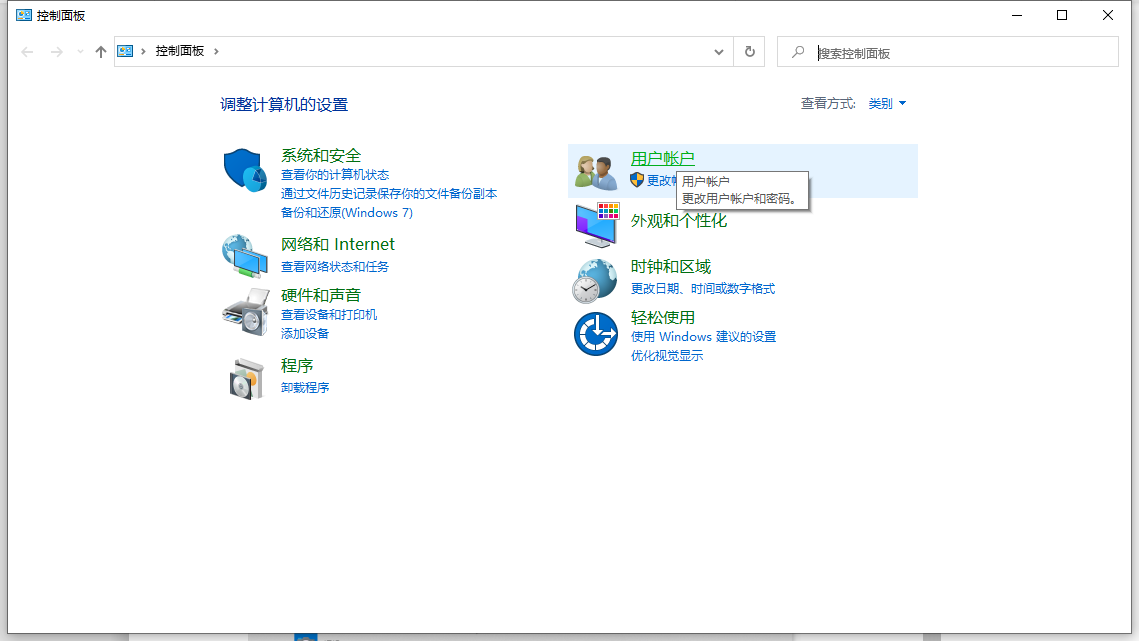 控制面板
控制面板
搜索控制面板
调整计算机的设置
查看方式: 类别
系统和安全
查看你的计算机状态
通过文件历史记录保存你的文件备份副本
备份和还原(Windows 7)
网络和 Internet
查看网络状态和任务
硬件和声音
查看设备和打印机
添加设备
程序
卸载程序
用户帐户
更改
用户帐户
更改用户帐户和密码。
外观和个性化
时钟和区域
更改日期、时间或数字格式
轻松使用
使用 Windows 建议的设置
优化视觉显示